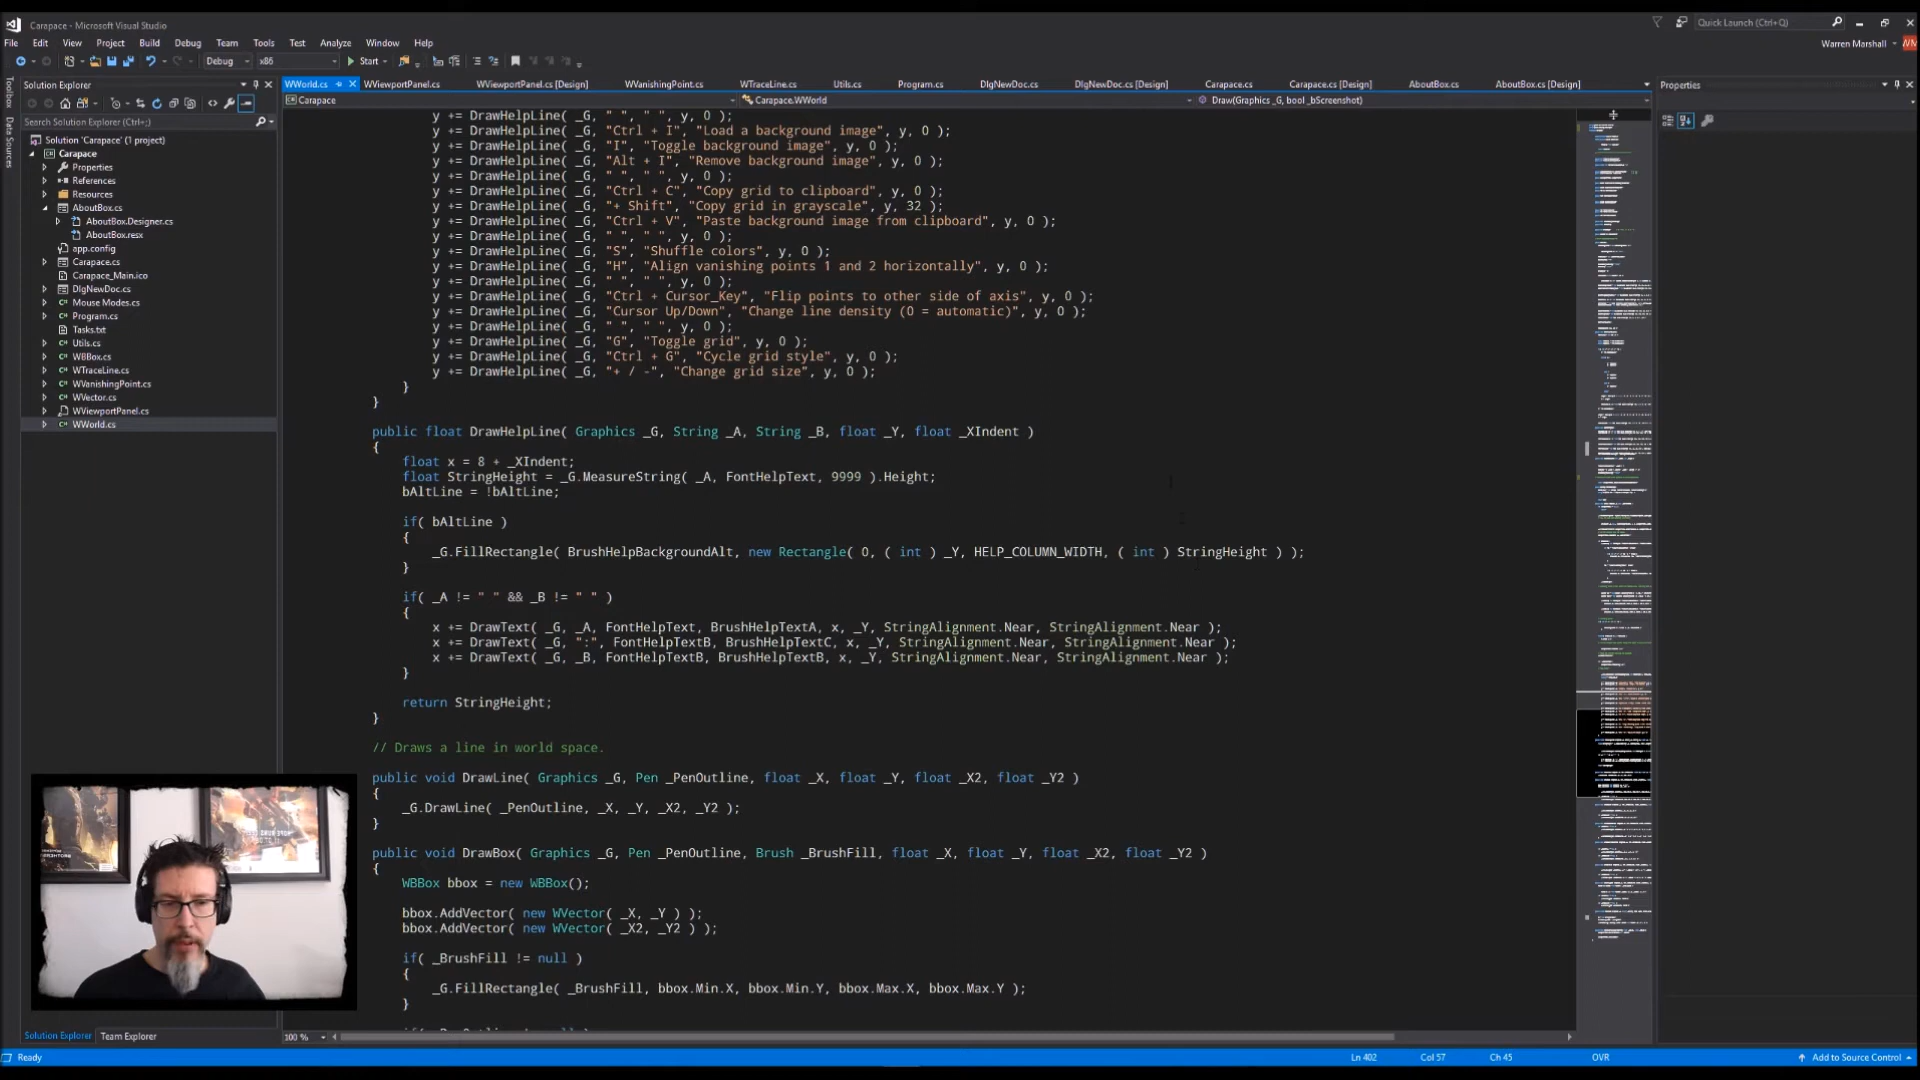 Carapace - Microsoft Visual Studio
Quick Launch (Ctrl+Q)
File Edit View Project Build Debug Team Tools Test Analyze Window Help
Warren Marshall
WM
Debug x86 Start
Toolbox
Data Sources
Solution Explorer
Search Solution Explorer (Ctrl+;)
Solution 'Carapace' (1 project)
Carapace
Properties
References
Resources
AboutBox.cs
AboutBox.Designer.cs
AboutBox.resx
app.config
Carapace.cs
Carapace_Main.ico
DlgNewDoc.cs
Mouse Modes.cs
Program.cs
Tasks.txt
Utils.cs
WBBox.cs
WTraceLine.cs
WVanishingPoint.cs
WVector.cs
WViewportPanel.cs
WWorld.cs
Solution Explorer Team Explorer
WWorld.cs WViewportPanel.cs WViewportPanel.cs [Design] WVanishingPoint.cs WTraceLine.cs Utils.cs Program.cs DlgNewDoc.cs DlgNewDoc.cs [Design] Carapace.cs Carapace.cs [Design] AboutBox.cs AboutBox.cs [Design]
Carapace Carapace.WWorld Draw(Graphics _G, bool _bScreenshot)
y += DrawHelpLine( _G, " ", " ", y, 0 );
y += DrawHelpLine( _G, "Ctrl + I", "Load a background image", y, 0 );
y += DrawHelpLine( _G, "I", "Toggle background image", y, 0 );
y += DrawHelpLine( _G, "Alt + I", "Remove background image", y, 0 );
y += DrawHelpLine( _G, " ", " ", y, 0 );
y += DrawHelpLine( _G, "Ctrl + C", "Copy grid to clipboard", y, 0 );
y += DrawHelpLine( _G, "+ Shift", "Copy grid in grayscale", y, 32 );
y += DrawHelpLine( _G, "Ctrl + V", "Paste background image from clipboard", y, 0 );
y += DrawHelpLine( _G, " ", " ", y, 0 );
y += DrawHelpLine( _G, "S", "Shuffle colors", y, 0 );
y += DrawHelpLine( _G, "H", "Align vanishing points 1 and 2 horizontally", y, 0 );
y += DrawHelpLine( _G, " ", " ", y, 0 );
y += DrawHelpLine( _G, "Ctrl + Cursor_Key", "Flip points to other side of axis", y, 0 );
y += DrawHelpLine( _G, "Cursor Up/Down", "Change line density (0 = automatic)", y, 0 );
y += DrawHelpLine( _G, " ", " ", y, 0 );
y += DrawHelpLine( _G, "G", "Toggle grid", y, 0 );
y += DrawHelpLine( _G, "Ctrl + G", "Cycle grid style", y, 0 );
y += DrawHelpLine( _G, "+ / -", "Change grid size", y, 0 );
}
}
public float DrawHelpLine( Graphics _G, String _A, String _B, float _Y, float _XIndent )
{
float x = 8 + _XIndent;
float StringHeight = _G.MeasureString( _A, FontHelpText, 9999 ).Height;
bAltLine = !bAltLine;
if( bAltLine )
{
_G.FillRectangle( BrushHelpBackgroundAlt, new Rectangle( 0, ( int ) _Y, HELP_COLUMN_WIDTH, ( int ) StringHeight ) );
}
if( _A != " " && _B != " " )
{
x += DrawText( _G, _A, FontHelpText, BrushHelpTextA, x, _Y, StringAlignment.Near, StringAlignment.Near );
x += DrawText( _G, ":", FontHelpTextB, BrushHelpTextC, x, _Y, StringAlignment.Near, StringAlignment.Near );
x += DrawText( _G, _B, FontHelpTextB, BrushHelpTextB, x, _Y, StringAlignment.Near, StringAlignment.Near );
}
return StringHeight;
}
// Draws a line in world space.
public void DrawLine( Graphics _G, Pen _PenOutline, float _X, float _Y, float _X2, float _Y2 )
{
_G.DrawLine( _PenOutline, _X, _Y, _X2, _Y2 );
}
public void DrawBox( Graphics _G, Pen _PenOutline, Brush _BrushFill, float _X, float _Y, float _X2, float _Y2 )
{
WBBox bbox = new WBBox();
bbox.AddVector( new WVector( _X, _Y ) );
bbox.AddVector( new WVector( _X2, _Y2 ) );
if( _BrushFill != null )
{
_G.FillRectangle( _BrushFill, bbox.Min.X, bbox.Min.Y, bbox.Max.X, bbox.Max.Y );
}
100 %
Properties
Ready
Ln 402 Col 57 Ch 45 OVR Add to Source Control